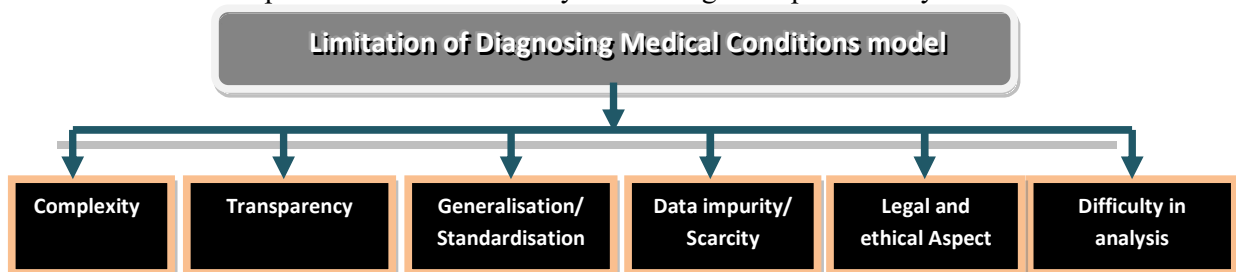 Limitation of Diagnosing Medical Conditions model
Complexity
Transparency
Generalisation/
Standardisation
Data impurity/
Scarcity
Legal and
ethical Aspect
Difficulty in
analysis